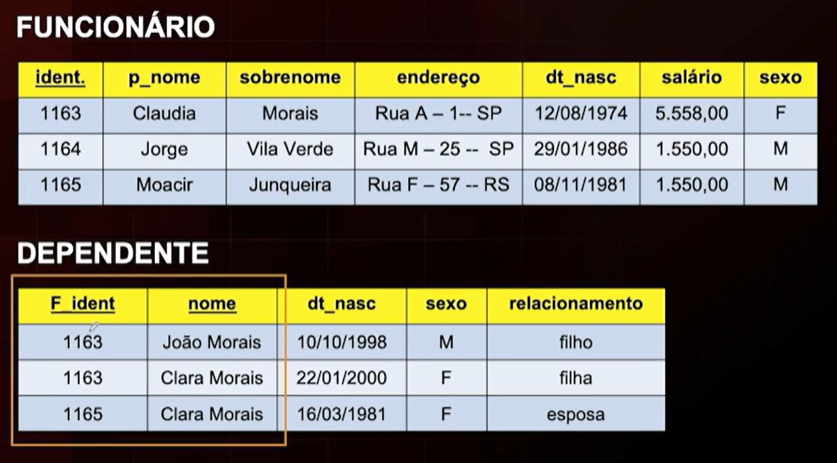 FUNCIONÁRIO
ident. p_nome sobrenome endereço dt_nasc salário sexo
1163 Claudia Morais Rua A – 1-- SP 12/08/1974 5.558,00 F
1164 Jorge Vila Verde Rua M – 25 -- SP 29/01/1986 1.550,00 M
1165 Moacir Junqueira Rua F – 57 -- RS 08/11/1981 1.550,00 M
DEPENDENTE
F_ident nome dt_nasc sexo relacionamento
1163 João Morais 10/10/1998 M filho
1163 Clara Morais 22/01/2000 F filha
1165 Clara Morais 16/03/1981 F esposa